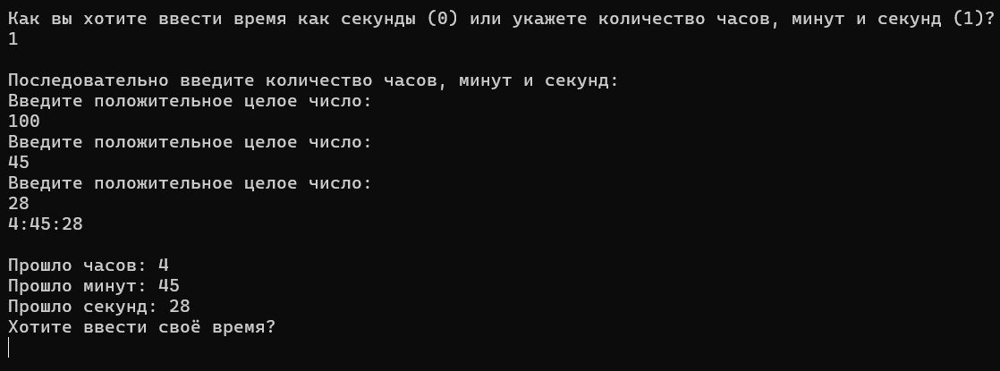 Как вы хотите ввести время как секунды (0) или укажете количество часов, минут и секунд (1)?
1
Последовательно введите количество часов, минут и секунд:
Введите положительное целое число:
100
Введите положительное целое число:
45
Введите положительное целое число:
28
4:45:28
Прошло часов: 4
Прошло минут: 45
Прошло секунд: 28
Хотите ввести своё время?